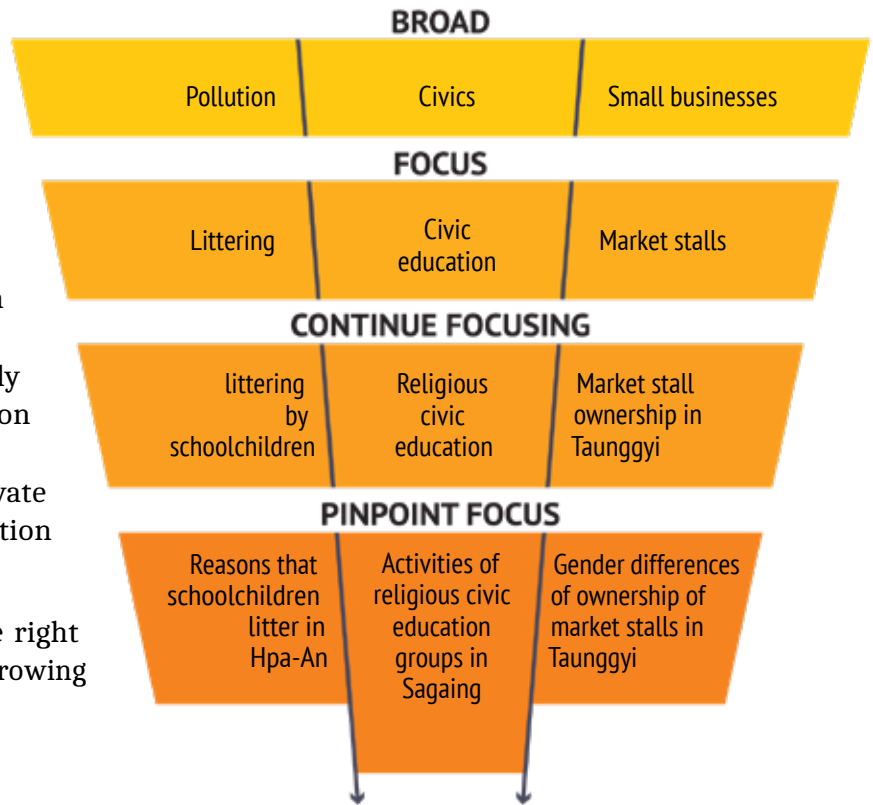 BROAD
Pollution
Civics
Small businesses
FOCUS
Littering
Civic
education
Market stalls
CONTINUE FOCUSING
littering
by
schoolchildren
Religious
civic
education
Market stall
ownership in
Taunggyi
PINPOINT FOCUS
Reasons that
schoolchildren
litter in
Hpa-An
Activities of
religious civic
education
groups in
Sagaing
Gender differences
of ownership of
market stalls in
Taunggyi
on
right